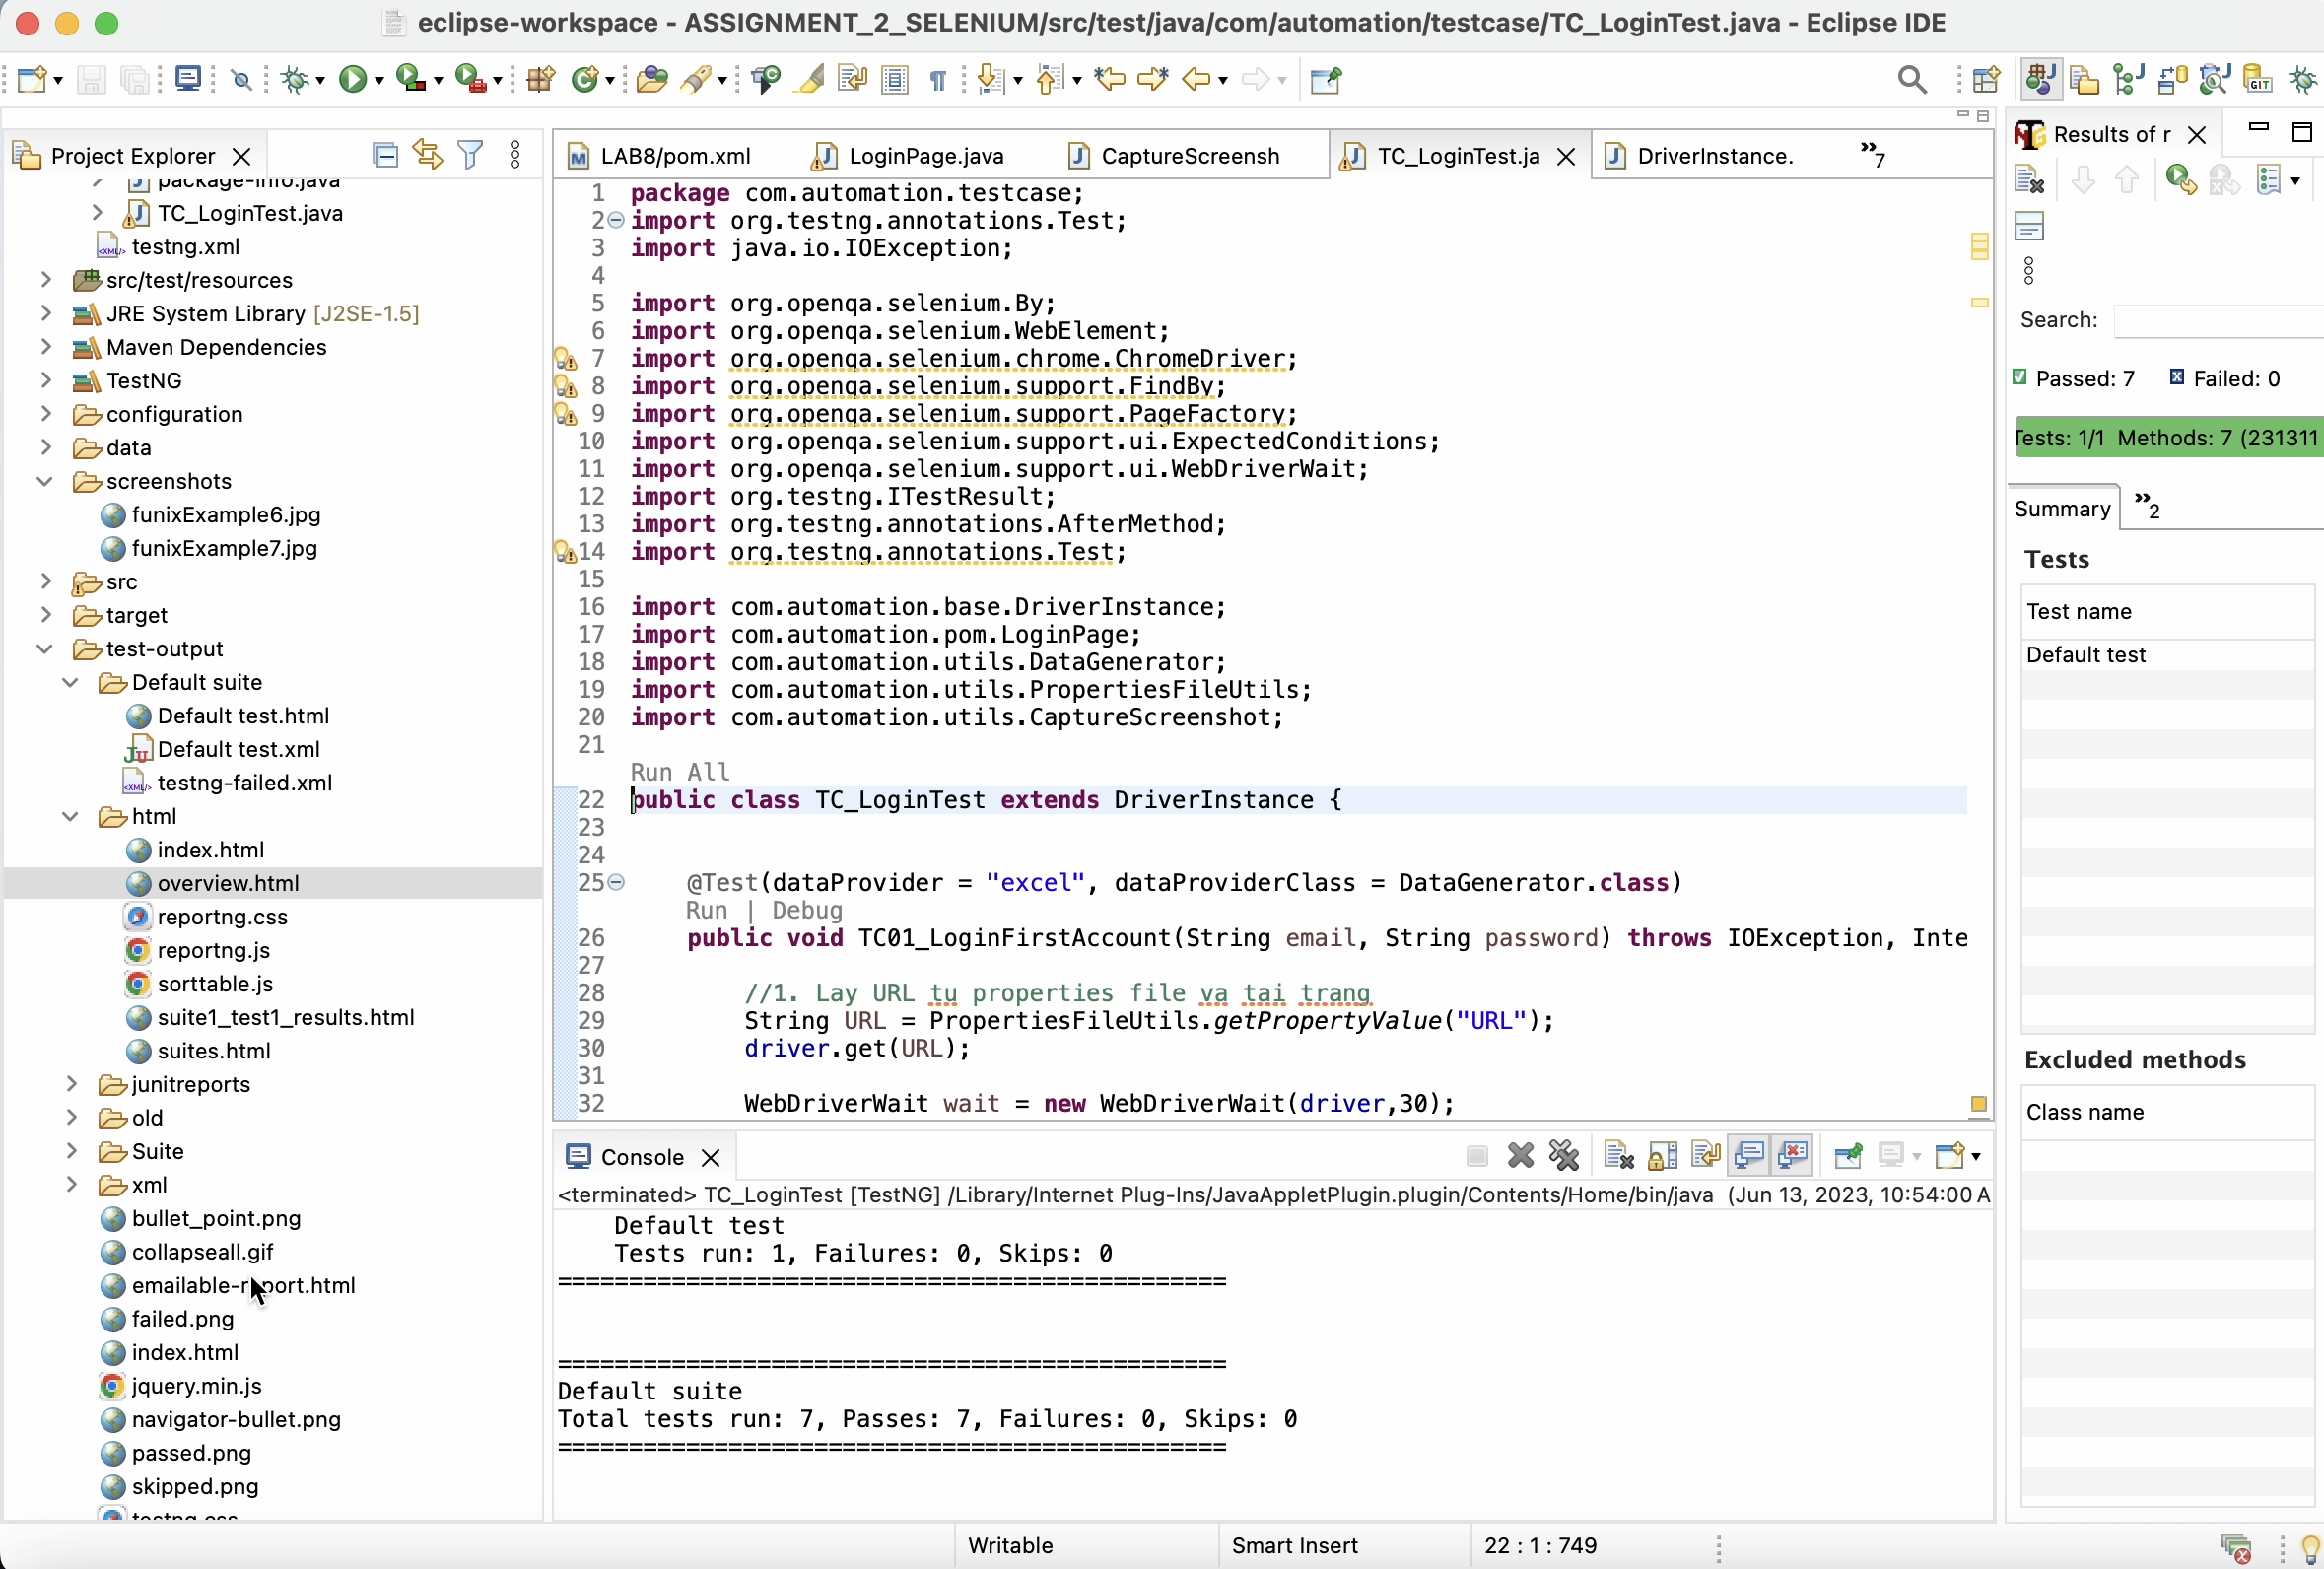 eclipse-workspace - ASSIGNMENT_2_SELENIUM/src/test/java/com/automation/testcase/TC_LoginTest.java - Eclipse IDE
Project Explorer
package-info.java
TC_LoginTest.java
testng.xml
src/test/resources
JRE System Library [J2SE-1.5]
Maven Dependencies
TestNG
configuration
data
screenshots
funixExample6.jpg
funixExample7.jpg
src
target
test-output
Default suite
Default test.html
Default test.xml
testng-failed.xml
html
index.html
overview.html
reportng.css
reportng.js
sorttable.js
suite1_test1_results.html
suites.html
junitreports
old
Suite
xml
bullet_point.png
collapseall.gif
emailable-report.html
failed.png
index.html
jquery.min.js
navigator-bullet.png
passed.png
skipped.png
testng.css
LAB8/pom.xml LoginPage.java CaptureScreensh TC_LoginTest.ja DriverInstance. »7
1 package com.automation.testcase;
2 import org.testng.annotations.Test;
3 import java.io.IOException;
4
5 import org.openqa.selenium.By;
6 import org.openqa.selenium.WebElement;
7 import org.openqa.selenium.chrome.ChromeDriver;
8 import org.openqa.selenium.support.FindBy;
9 import org.openqa.selenium.support.PageFactory;
10 import org.openqa.selenium.support.ui.ExpectedConditions;
11 import org.openqa.selenium.support.ui.WebDriverWait;
12 import org.testng.ITestResult;
13 import org.testng.annotations.AfterMethod;
14 import org.testng.annotations.Test;
15
16 import com.automation.base.DriverInstance;
17 import com.automation.pom.LoginPage;
18 import com.automation.utils.DataGenerator;
19 import com.automation.utils.PropertiesFileUtils;
20 import com.automation.utils.CaptureScreenshot;
21
Run All
22 public class TC_LoginTest extends DriverInstance {
23
24
25 @Test(dataProvider = "excel", dataProviderClass = DataGenerator.class)
Run | Debug
26 public void TC01_LoginFirstAccount(String email, String password) throws IOException, Inte
27
28 //1. Lay URL tu properties file va tai trang
29 String URL = PropertiesFileUtils.getPropertyValue("URL");
30 driver.get(URL);
31
32 WebDriverWait wait = new WebDriverWait(driver,30);
Console
<terminated> TC_LoginTest [TestNG] /Library/Internet Plug-Ins/JavaAppletPlugin.plugin/Contents/Home/bin/java (Jun 13, 2023, 10:54:00 A
Default test
Tests run: 1, Failures: 0, Skips: 0
===============================================
===============================================
Default suite
Total tests run: 7, Passes: 7, Failures: 0, Skips: 0
===============================================
Results of r
Search:
Passed: 7 Failed: 0
Tests: 1/1 Methods: 7 (231311
Summary »2
Tests
Test name
Default test
Excluded methods
Class name
Writable Smart Insert 22 : 1 : 749